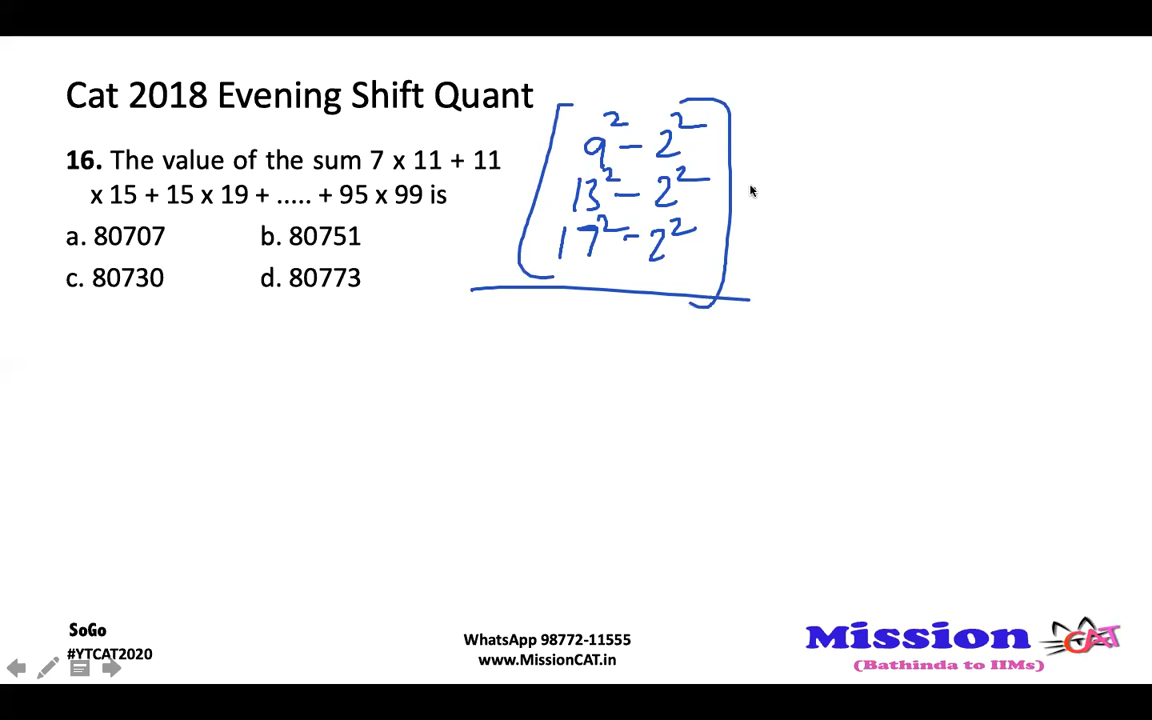 Cat 2018 Evening Shift Quant
16. The value of the sum 7 x 11 + 11
x 15 + 15 x 19 + ..... + 95 x 99 is
a. 80707 b. 80751
c. 80730 d. 80773
9² – 2²
13² – 2²
17² – 2²
SoGo
#YTCAT2020
WhatsApp 98772-11555
www.MissionCAT.in
Mission CAT
(Bathinda to IIMs)